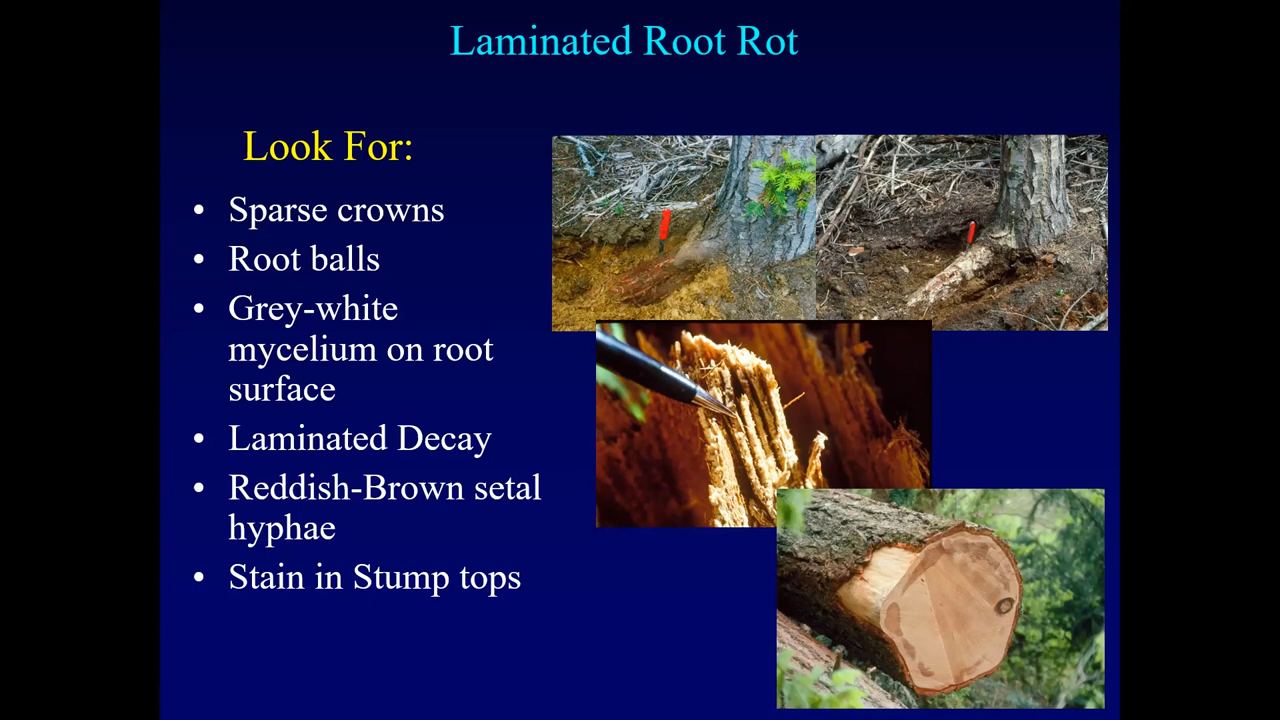 Laminated Root Rot
Look For:
• Sparse crowns
• Root balls
• Grey-white
mycelium on root
surface
• Laminated Decay
• Reddish-Brown setal
hyphae
• Stain in Stump tops